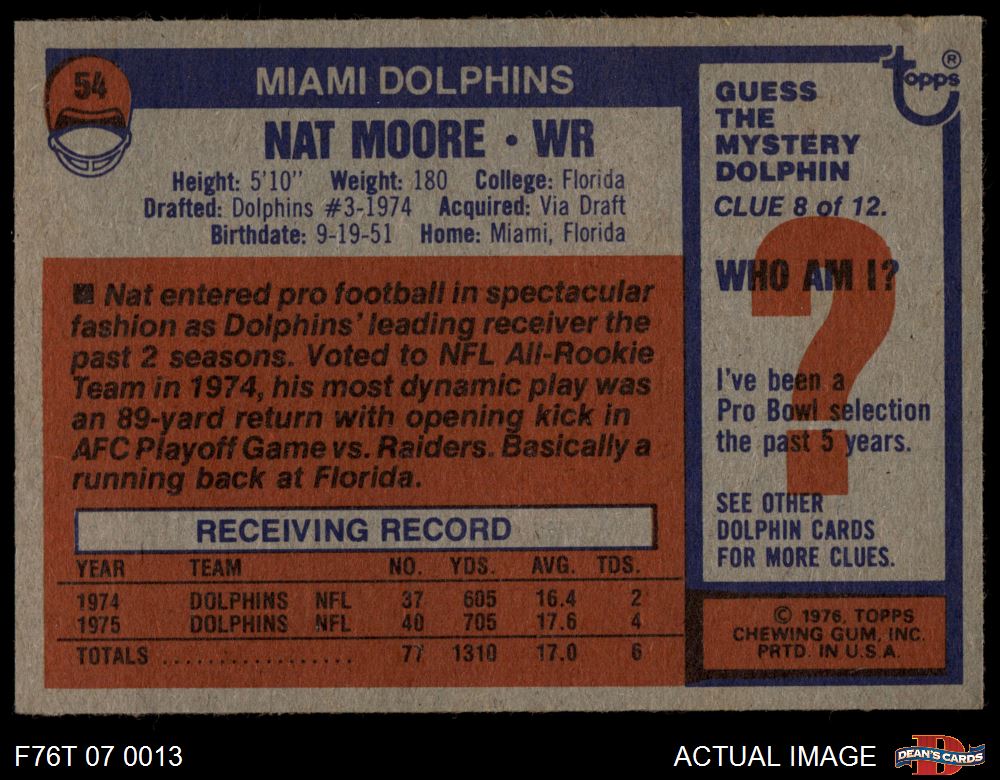 54
MIAMI DOLPHINS
NAT MOORE • WR
Height: 5'10" Weight: 180 College: Florida
Drafted: Dolphins #3-1974 Acquired: Via Draft
Birthdate: 9-19-51 Home: Miami, Florida
■ Nat entered pro football in spectacular
fashion as Dolphins' leading receiver the
past 2 seasons. Voted to NFL All-Rookie
Team in 1974, his most dynamic play was
an 89-yard return with opening kick in
AFC Playoff Game vs. Raiders. Basically a
running back at Florida.
RECEIVING RECORD
YEAR TEAM NO. YDS. AVG. TDS.
1974 DOLPHINS NFL 37 605 16.4 2
1975 DOLPHINS NFL 40 705 17.6 4
TOTALS .................. 77 1310 17.0 6
topps ®
GUESS
THE
MYSTERY
DOLPHIN
CLUE 8 of 12.
WHO AM I?
?
I've been a
Pro Bowl selection
the past 5 years.
SEE OTHER
DOLPHIN CARDS
FOR MORE CLUES.
© 1976, TOPPS
CHEWING GUM, INC.
PRTD. IN U.S.A.
F76T 07 0013
ACTUAL IMAGE
D
DEAN'S CARDS